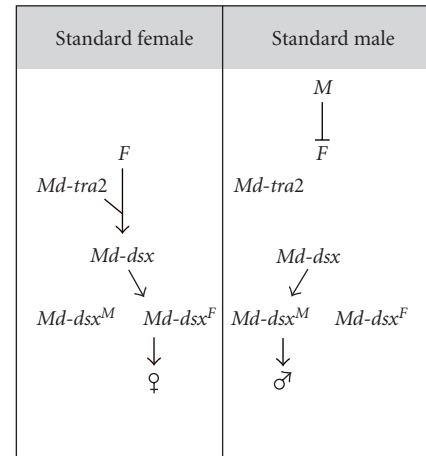 Standard female Standard male
M
F F
Md-tra2 Md-tra2
Md-dsx Md-dsx
Md-dsx^M Md-dsx^F Md-dsx^M Md-dsx^F
♀ ♂